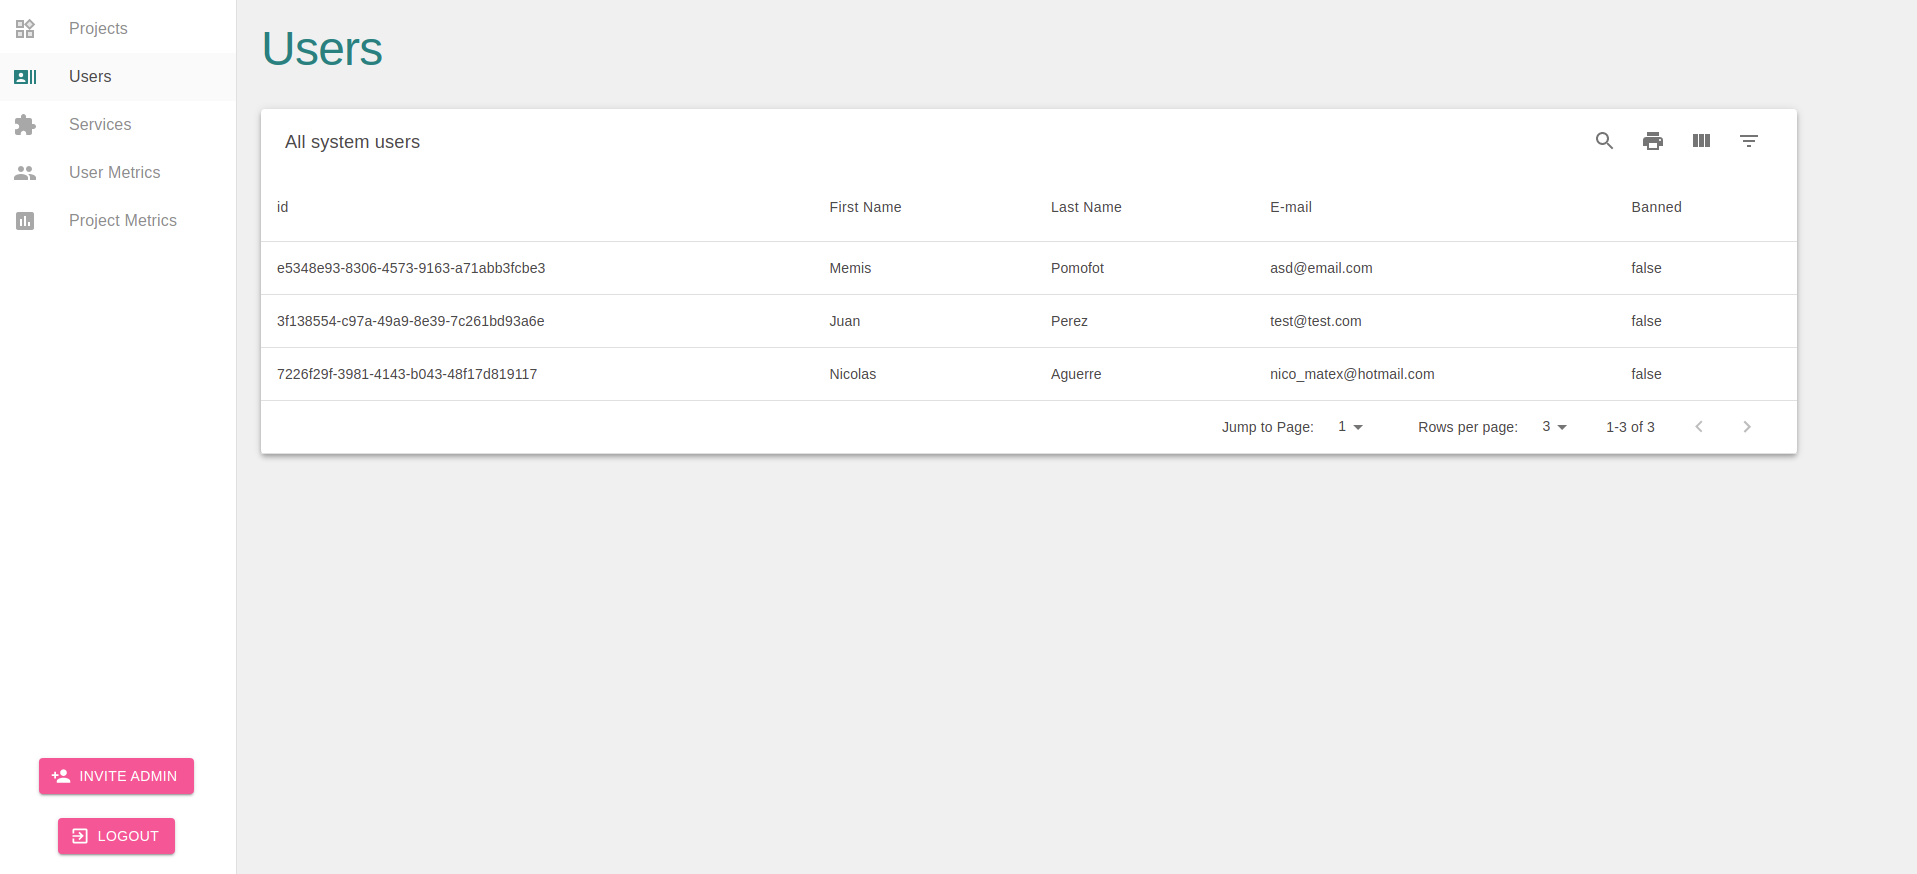 Projects
Users
Services
User Metrics
Project Metrics
INVITE ADMIN
LOGOUT
Users
All system users
id First Name Last Name E-mail Banned
e5348e93-8306-4573-9163-a71abb3fcbe3 Memis Pomofot asd@email.com false
3f138554-c97a-49a9-8e39-7c261bd93a6e Juan Perez test@test.com false
7226f29f-3981-4143-b043-48f17d819117 Nicolas Aguerre nico_matex@hotmail.com false
Jump to Page: 1 Rows per page: 3 1-3 of 3